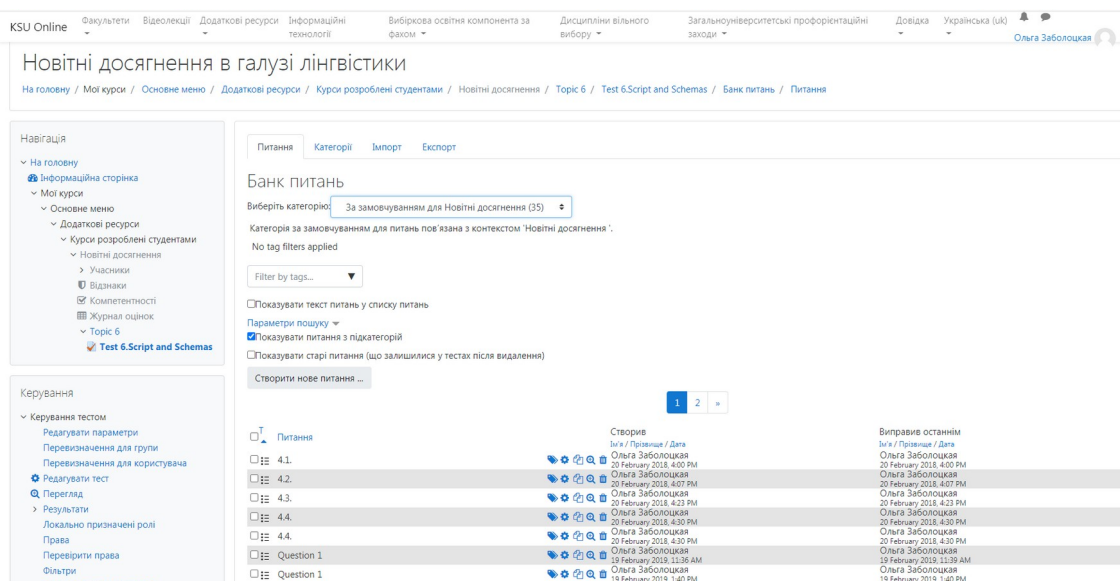 KSU Online
Факультети Відеолекції Додаткові ресурси Інформаційні технології Вибіркова освітня компонента за фахом Дисципліни вільного вибору Загальноуніверситетські профорієнтаційні заходи Довідка Українська (uk)
Ольга Заболоцкая
Новітні досягнення в галузі лінгвістики
На головну / Мої курси / Основне меню / Додаткові ресурси / Курси розроблені студентами / Новітні досягнення / Topic 6 / Test 6.Script and Schemas / Банк питань / Питання
Навігація
На головну
Інформаційна сторінка
Мої курси
Основне меню
Додаткові ресурси
Курси розроблені студентами
Новітні досягнення
Учасники
Відзнаки
Компетентності
Журнал оцінок
Topic 6
Test 6.Script and Schemas
Керування
Керування тестом
Редагувати параметри
Перевизначення для групи
Перевизначення для користувача
Редагувати тест
Перегляд
Результати
Локально призначені ролі
Права
Перевірити права
Фільтри
Питання Категорії Імпорт Експорт
Банк питань
Виберіть категорію: За замовчуванням для Новітні досягнення (35)
Категорія за замовчуванням для питань пов'язана з контекстом 'Новітні досягнення '.
No tag filters applied
Filter by tags...
Показувати текст питань у списку питань
Параметри пошуку
Показувати питання з підкатегорій
Показувати старі питання (що залишилися у тестах після видалення)
Створити нове питання ...
1 2 »
Т Питання Створив Виправив останнім
Ім'я / Прізвище / Дата Ім'я / Прізвище / Дата
4.1. Ольга Заболоцкая Ольга Заболоцкая
20 February 2018, 4:00 PM 20 February 2018, 4:00 PM
4.2. Ольга Заболоцкая Ольга Заболоцкая
20 February 2018, 4:07 PM 20 February 2018, 4:07 PM
4.3. Ольга Заболоцкая Ольга Заболоцкая
20 February 2018, 4:23 PM 20 February 2018, 4:23 PM
4.4. Ольга Заболоцкая Ольга Заболоцкая
20 February 2018, 4:30 PM 20 February 2018, 4:30 PM
4.4. Ольга Заболоцкая Ольга Заболоцкая
20 February 2018, 4:30 PM 20 February 2018, 4:30 PM
Question 1 Ольга Заболоцкая Ольга Заболоцкая
19 February 2019, 11:36 AM 19 February 2019, 11:39 AM
Question 1 Ольга Заболоцкая Ольга Заболоцкая
19 February 2019, 1:40 PM 19 February 2019, 1:40 PM